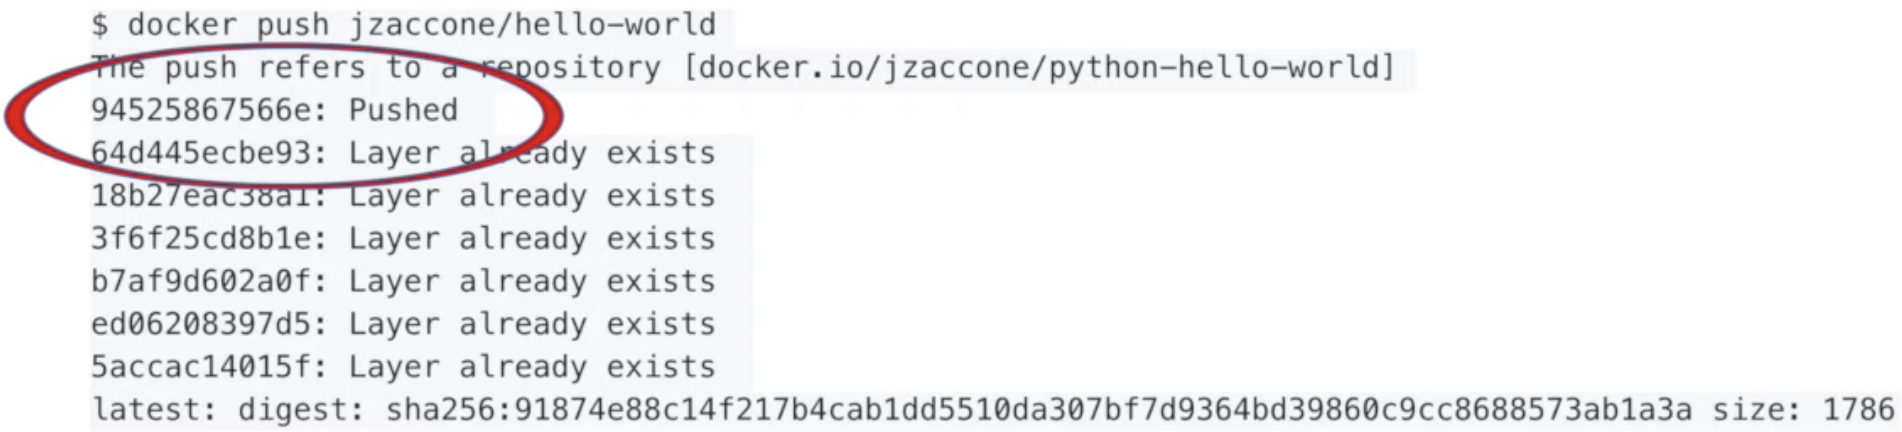 $ docker push jzaccone/hello-world
The push refers to a repository [docker.io/jzaccone/python-hello-world]
94525867566e: Pushed
64d445ecbe93: Layer already exists
18b27eac38a1: Layer already exists
3f6f25cd8b1e: Layer already exists
b7af9d602a0f: Layer already exists
ed06208397d5: Layer already exists
5accac14015f: Layer already exists
latest: digest: sha256:91874e88c14f217b4cab1dd5510da307bf7d9364bd39860c9cc8688573ab1a3a size: 1786